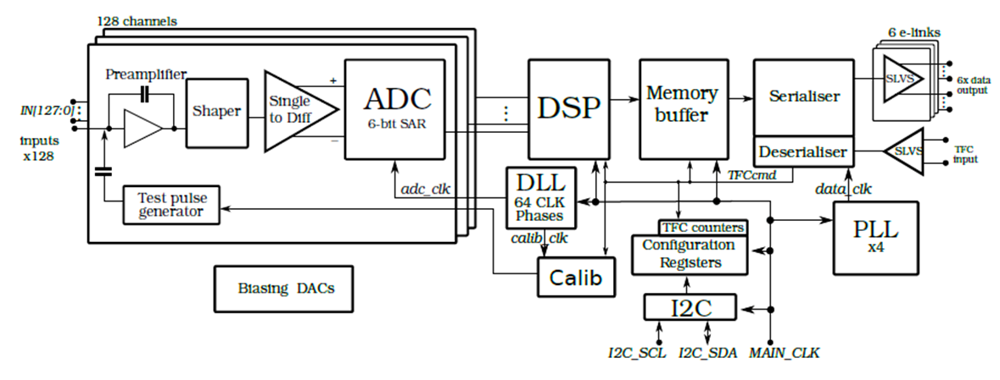 128 channels
6 e-links
Preamplifier
IN[127:0]
inputs
x128
Shaper
Single
to Diff
+
−
ADC
6-bit SAR
DSP
Memory
buffer
Serialiser
Deserialiser
SLVS
6x data
output
SLVS
TFC
input
Test pulse
generator
adc_clk
DLL
64 CLK
Phases
calib_clk
TFCcmd
data_clk
PLL
x4
TFC counters
Configuration
Registers
Calib
Biasing DACs
I2C
I2C_SCL
I2C_SDA
MAIN_CLK